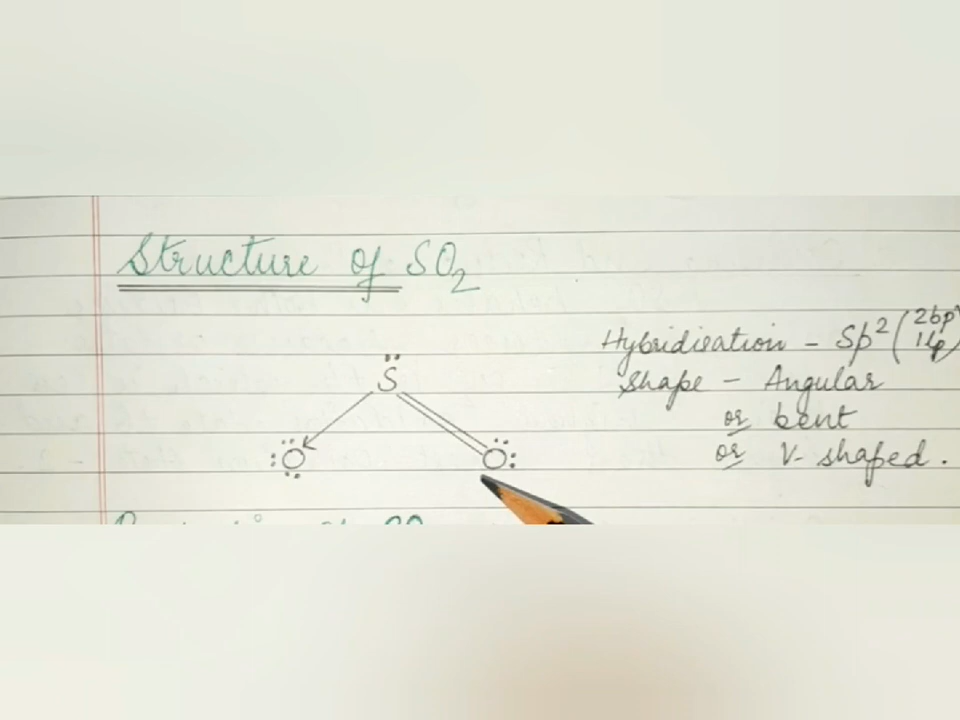 Structure of SO2
Hybridisation - Sp2 (2bp
1lp)
Shape - Angular
or bent
or V-shaped.
S
O O